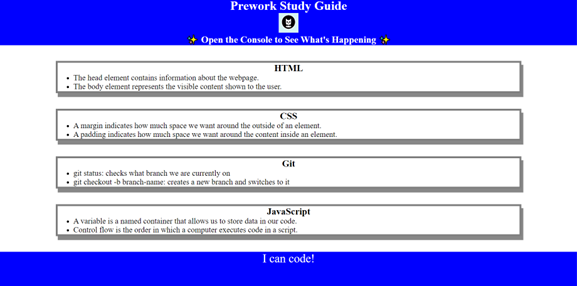 Prework Study Guide
✨ Open the Console to See What's Happening ✨
HTML
• The head element contains information about the webpage.
• The body element represents the visible content shown to the user.
CSS
• A margin indicates how much space we want around the outside of an element.
• A padding indicates how much space we want around the content inside an element.
Git
• git status: checks what branch we are currently on
• git checkout -b branch-name: creates a new branch and switches to it
JavaScript
• A variable is a named container that allows us to store data in our code.
• Control flow is the order in which a computer executes code in a script.
I can code!